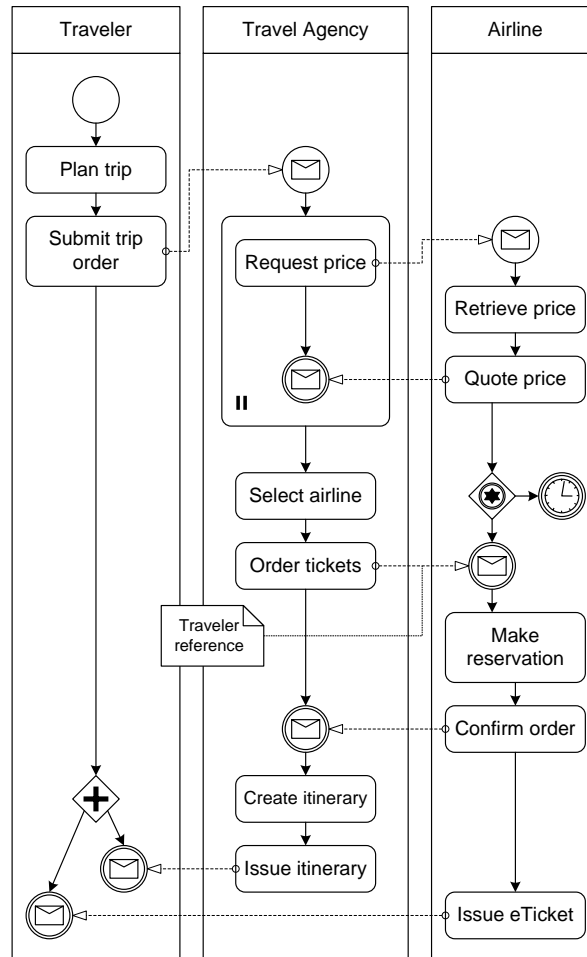 Traveler
Travel Agency
Airline
Plan trip
Submit trip
order
Request price
Retrieve price
Quote price
Select airline
Order tickets
Traveler
reference
Make
reservation
Confirm order
Create itinerary
Issue itinerary
Issue eTicket